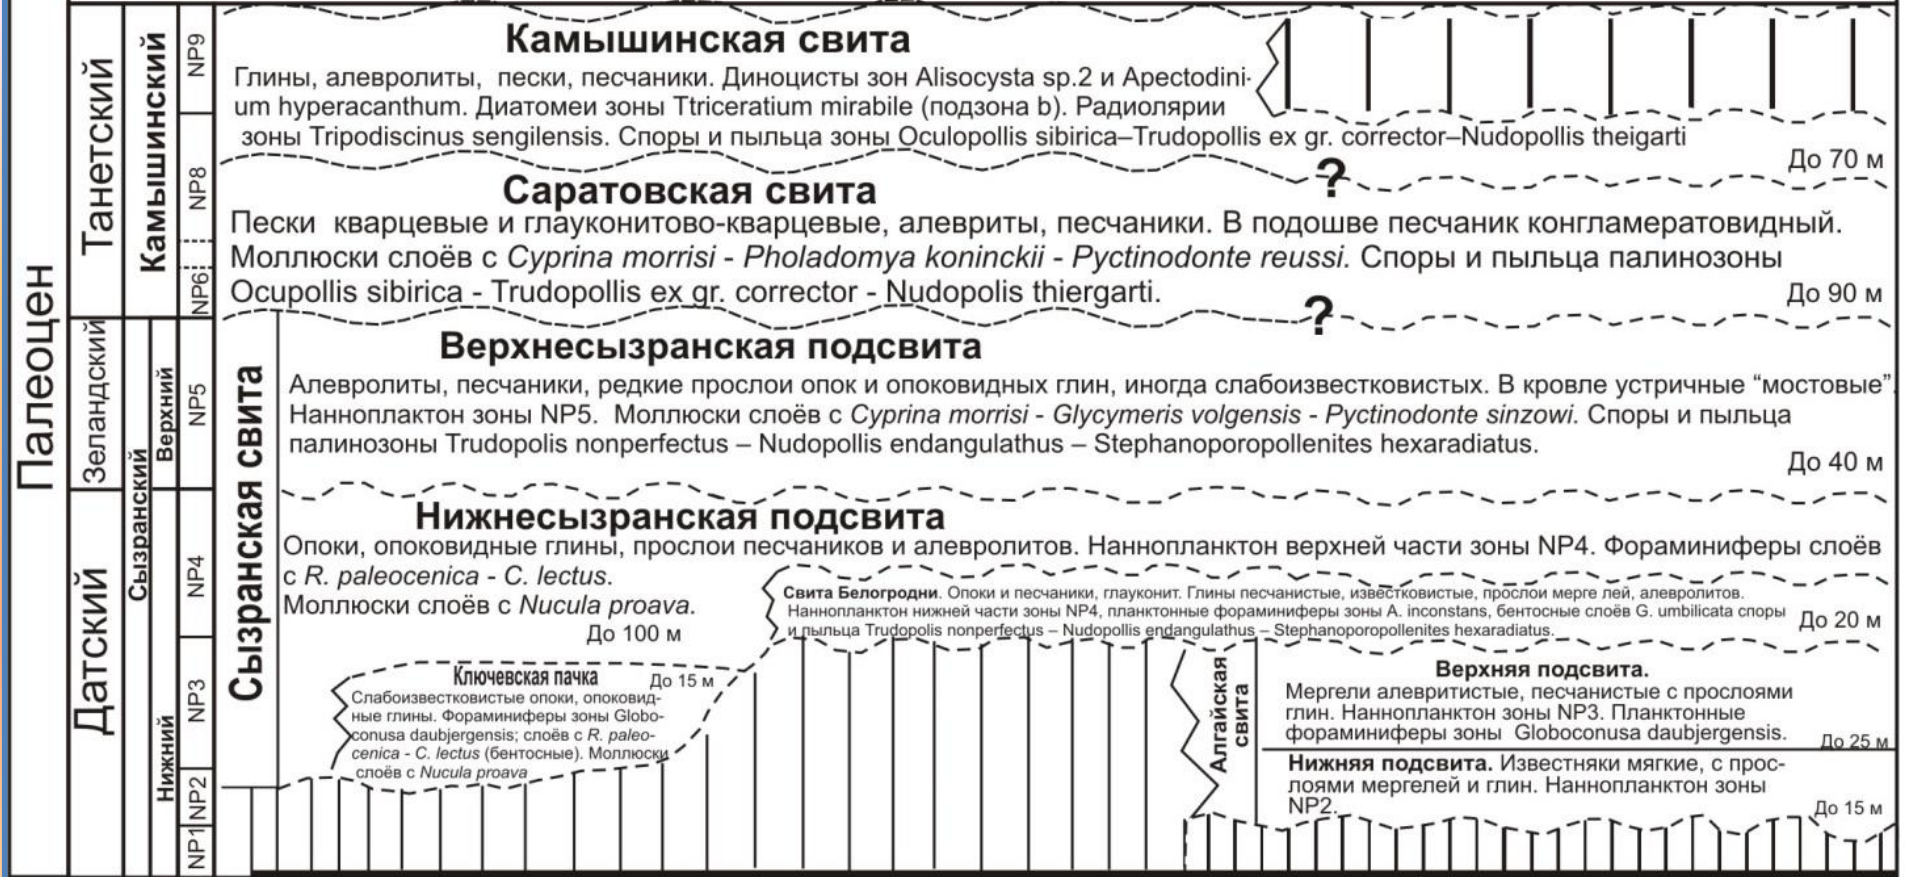 Палеоцен
Танетский
Зеландский
Датский
Камышинский
Сызранский
Верхний
Нижний
NP9
NP8
NP6
NP5
NP4
NP3
NP2
NP1
Камышинская свита
Глины, алевролиты, пески, песчаники. Диноцисты зон Alisocysta sp.2 и Apectodini-
um hyperacanthum. Диатомеи зоны Ttriceratium mirabile (подзона b). Радиолярии
зоны Tripodiscinus sengilensis. Споры и пыльца зоны Oculopollis sibirica–Trudopollis ex gr. corrector–Nudopollis theigarti
До 70 м
?
Саратовская свита
Пески кварцевые и глауконитово-кварцевые, алевриты, песчаники. В подошве песчаник конгламератовидный.
Моллюски слоёв с Cyprina morrisi - Pholadomya koninckii - Pyctinodonte reussi. Споры и пыльца палинозоны
Ocupollis sibirica - Trudopollis ex gr. corrector - Nudopolis thiergarti.
До 90 м
?
Сызранская свита
Верхнесызранская подсвита
Алевролиты, песчаники, редкие прослои опок и опоковидных глин, иногда слабоизвестковистых. В кровле устричные “мостовые”.
Нанноплактон зоны NP5. Моллюски слоёв с Cyprina morrisi - Glycymeris volgensis - Pyctinodonte sinzowi. Споры и пыльца
палинозоны Trudopolis nonperfectus – Nudopollis endangulathus – Stephanoporopollenites hexaradiatus.
До 40 м
Нижнесызранская подсвита
Опоки, опоковидные глины, прослои песчаников и алевролитов. Наннопланктон верхней части зоны NP4. Фораминиферы слоёв
с R. paleocenica - C. lectus.
Моллюски слоёв с Nucula proava.
До 100 м
Свита Белогродни. Опоки и песчаники, глауконит. Глины песчанистые, известковистые, прослои мерге лей, алевролитов.
Наннопланктон нижней части зоны NP4, планктонные фораминиферы зоны A. inconstans, бентосные слоёв G. umbilicata споры
и пыльца Trudopolis nonperfectus – Nudopollis endangulathus – Stephanoporopollenites hexaradiatus.
До 20 м
Ключевская пачка
До 15 м
Слабоизвестковистые опоки, опоковид-
ные глины. Фораминиферы зоны Globo-
conusa daubjergensis; слоёв с R. paleo-
cenica - C. lectus (бентосные). Моллюски
слоёв с Nucula proava
Алгайская
свита
Верхняя подсвита.
Мергели алевритистые, песчанистые с прослоями
глин. Наннопланктон зоны NP3. Планктонные
фораминиферы зоны Globoconusa daubjergensis.
До 25 м
Нижняя подсвита. Известняки мягкие, с прос-
лоями мергелей и глин. Наннопланктон зоны
NP2.
До 15 м